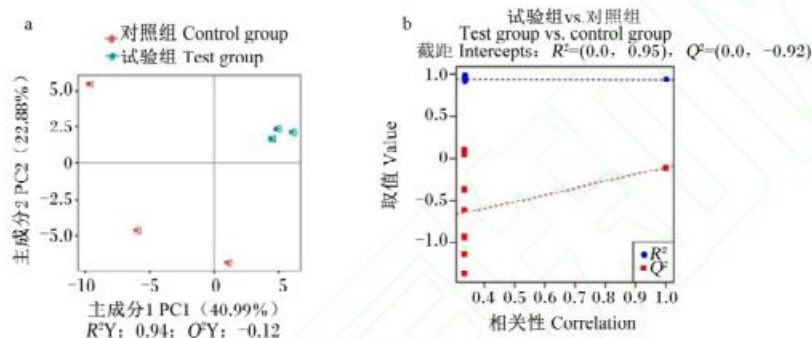 a
对照组 Control group
试验组 Test group
主成分2 PC2（22.88%）
5.0
2.5
0
−2.5
−5.0
−10
−5
0
5
主成分1 PC1（40.99%）
R²Y：0.94；Q²Y：−0.12
b
试验组vs.对照组
Test group vs. control group
截距 Intercepts：R²=(0.0，0.95)，Q²=(0.0，−0.92)
取值 Value
1.0
0.5
0
−0.5
−1.0
R²
Q²
0.4 0.5 0.6 0.7 0.8 0.9 1.0
相关性 Correlation